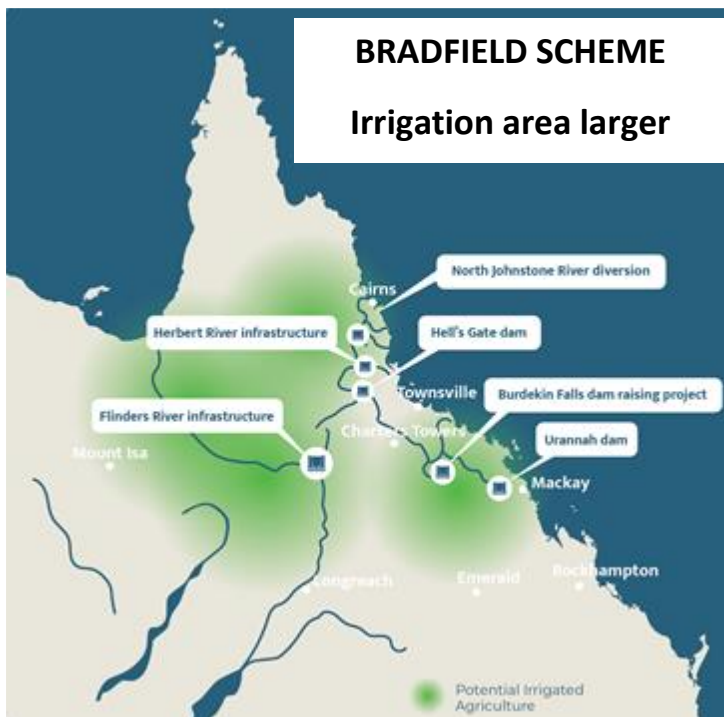 BRADFIELD SCHEME
Irrigation area larger
North Johnstone River diversion
Cairns
Herbert River infrastructure
Hell's Gate dam
Townsville
Burdekin Falls dam raising project
Flinders River infrastructure
Charters Towers
Urannah dam
Mount Isa
Mackay
Longreach
Emerald
Rockhampton
Potential Irrigated
Agriculture